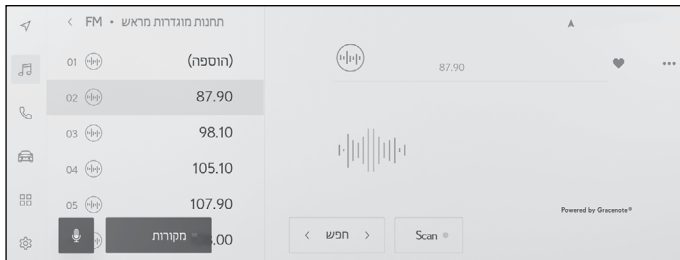 < FM • תחנות מוגדרות מראש
01 (הוספה)
02 87.90
03 98.10
04 105.10
05 107.90
מקורות
.00
87.90
Powered by Gracenote®
< חפש >
Scan